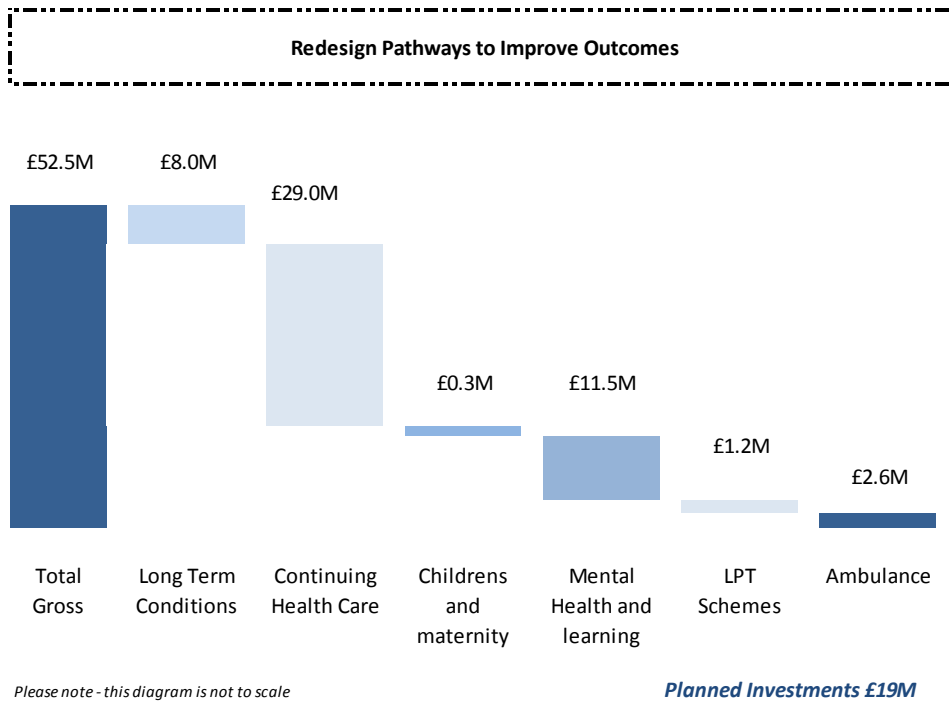 Redesign Pathways to Improve Outcomes
£52.5M
£8.0M
£29.0M
£0.3M
£11.5M
£1.2M
£2.6M
Total
Gross
Long Term
Conditions
Continuing
Health Care
Childrens
and
maternity
Mental
Health and
learning
LPT
Schemes
Ambulance
Please note - this diagram is not to scale
Planned Investments £19M